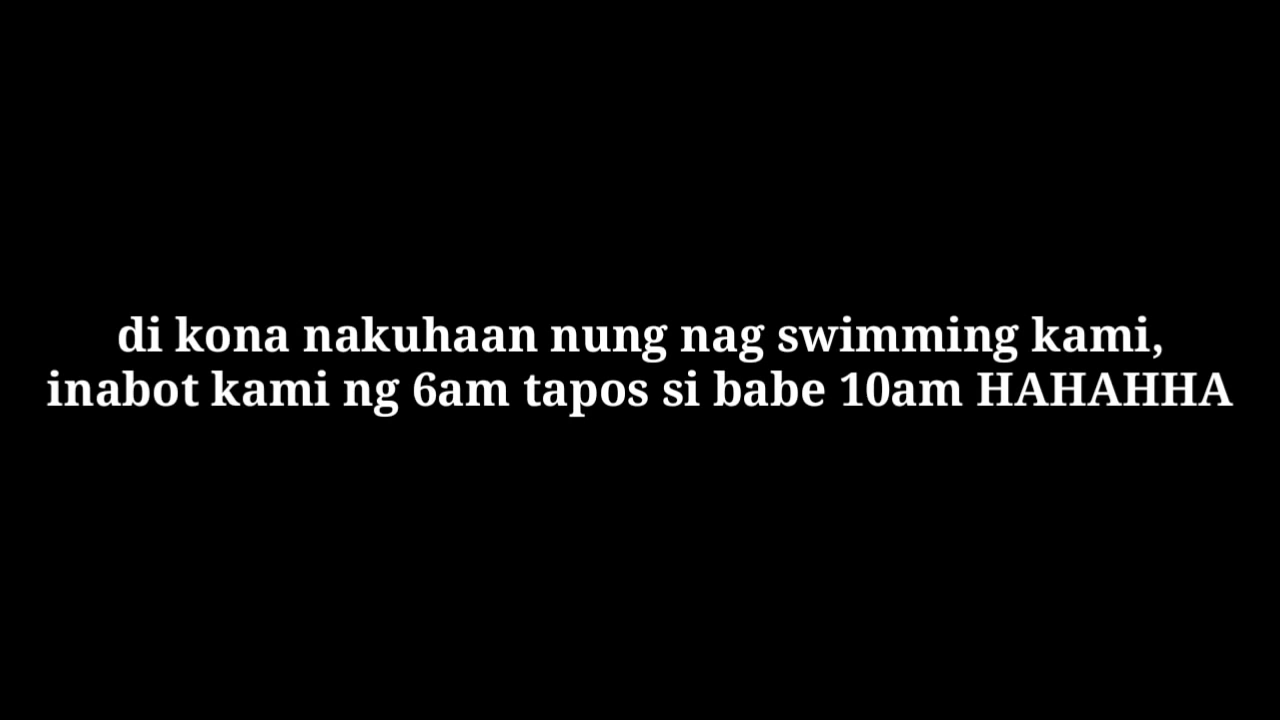 di kona nakuhaan nung nag swimming kami,
inabot kami ng 6am tapos si babe 10am HAHAHHA